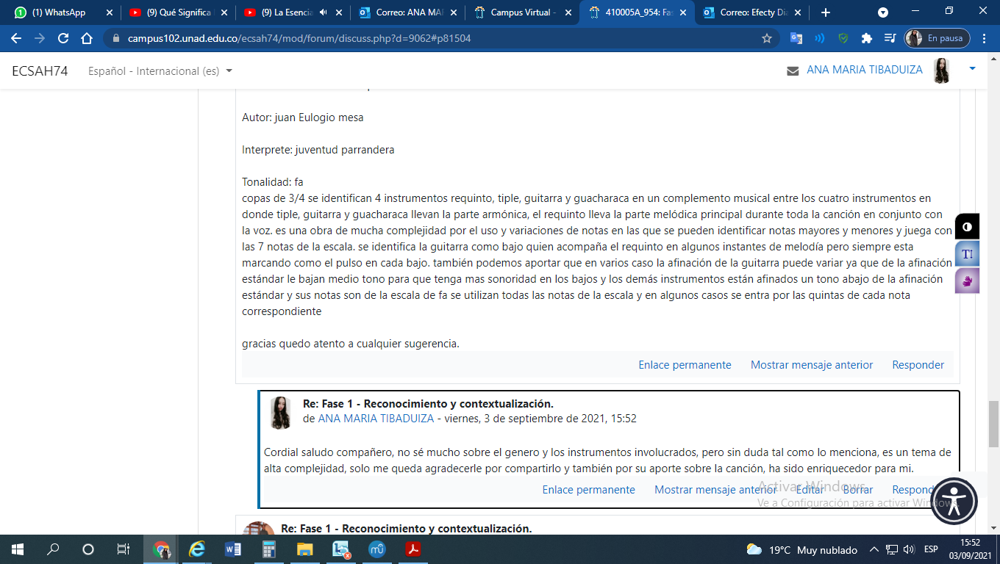 (1) WhatsApp
(9) Qué Significa
(9) La Esencia
Correo: ANA MAR
Campus Virtual -
410005A_954: Fas
Correo: Efecty Dia
campus102.unad.edu.co/ecsah74/mod/forum/discuss.php?d=9062#p81504
En pausa
ECSAH74
Español - Internacional (es)
ANA MARIA TIBADUIZA
Autor: juan Eulogio mesa
Interprete: juventud parrandera
Tonalidad: fa
copas de 3/4 se identifican 4 instrumentos requinto, tiple, guitarra y guacharaca en un complemento musical entre los cuatro instrumentos en
donde tiple, guitarra y guacharaca llevan la parte armónica, el requinto lleva la parte melódica principal durante toda la canción en conjunto con
la voz. es una obra de mucha complejidad por el uso y variaciones de notas en las que se pueden identificar notas mayores y menores y juega con
las 7 notas de la escala. se identifica la guitarra como bajo quien acompaña el requinto en algunos instantes de melodía pero siempre esta
marcando como el pulso en cada bajo. también podemos aportar que en varios caso la afinación de la guitarra puede variar ya que de la afinación
estándar le bajan medio tono para que tenga mas sonoridad en los bajos y los demás instrumentos están afinados un tono abajo de la afinación
estándar y sus notas son de la escala de fa se utilizan todas las notas de la escala y en algunos casos se entra por las quintas de cada nota
correspondiente
gracias quedo atento a cualquier sugerencia.
Enlace permanente Mostrar mensaje anterior Responder
Re: Fase 1 - Reconocimiento y contextualización.
de ANA MARIA TIBADUIZA - viernes, 3 de septiembre de 2021, 15:52
Cordial saludo compañero, no sé mucho sobre el genero y los instrumentos involucrados, pero sin duda tal como lo menciona, es un tema de
alta complejidad, solo me queda agradecerle por compartirlo y también por su aporte sobre la canción, ha sido enriquecedor para mi.
Enlace permanente Mostrar mensaje anterior Editar Borrar Respond
Activar Windows
Ve a Configuración para activar Windows.
Re: Fase 1 - Reconocimiento y contextualización.
19°C Muy nublado
ESP
15:52
03/09/2021